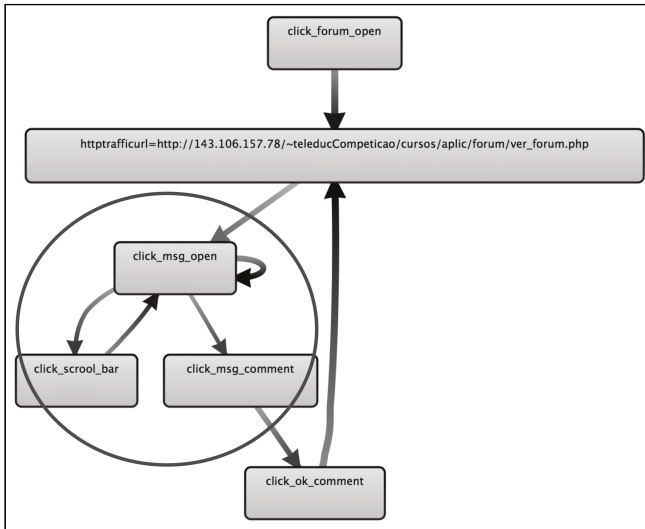 click_forum_open
httptrafficurl=http://143.106.157.78/~teleducCompeticao/cursos/aplic/forum/ver_forum.php
click_msg_open
click_scrool_bar
click_msg_comment
click_ok_comment